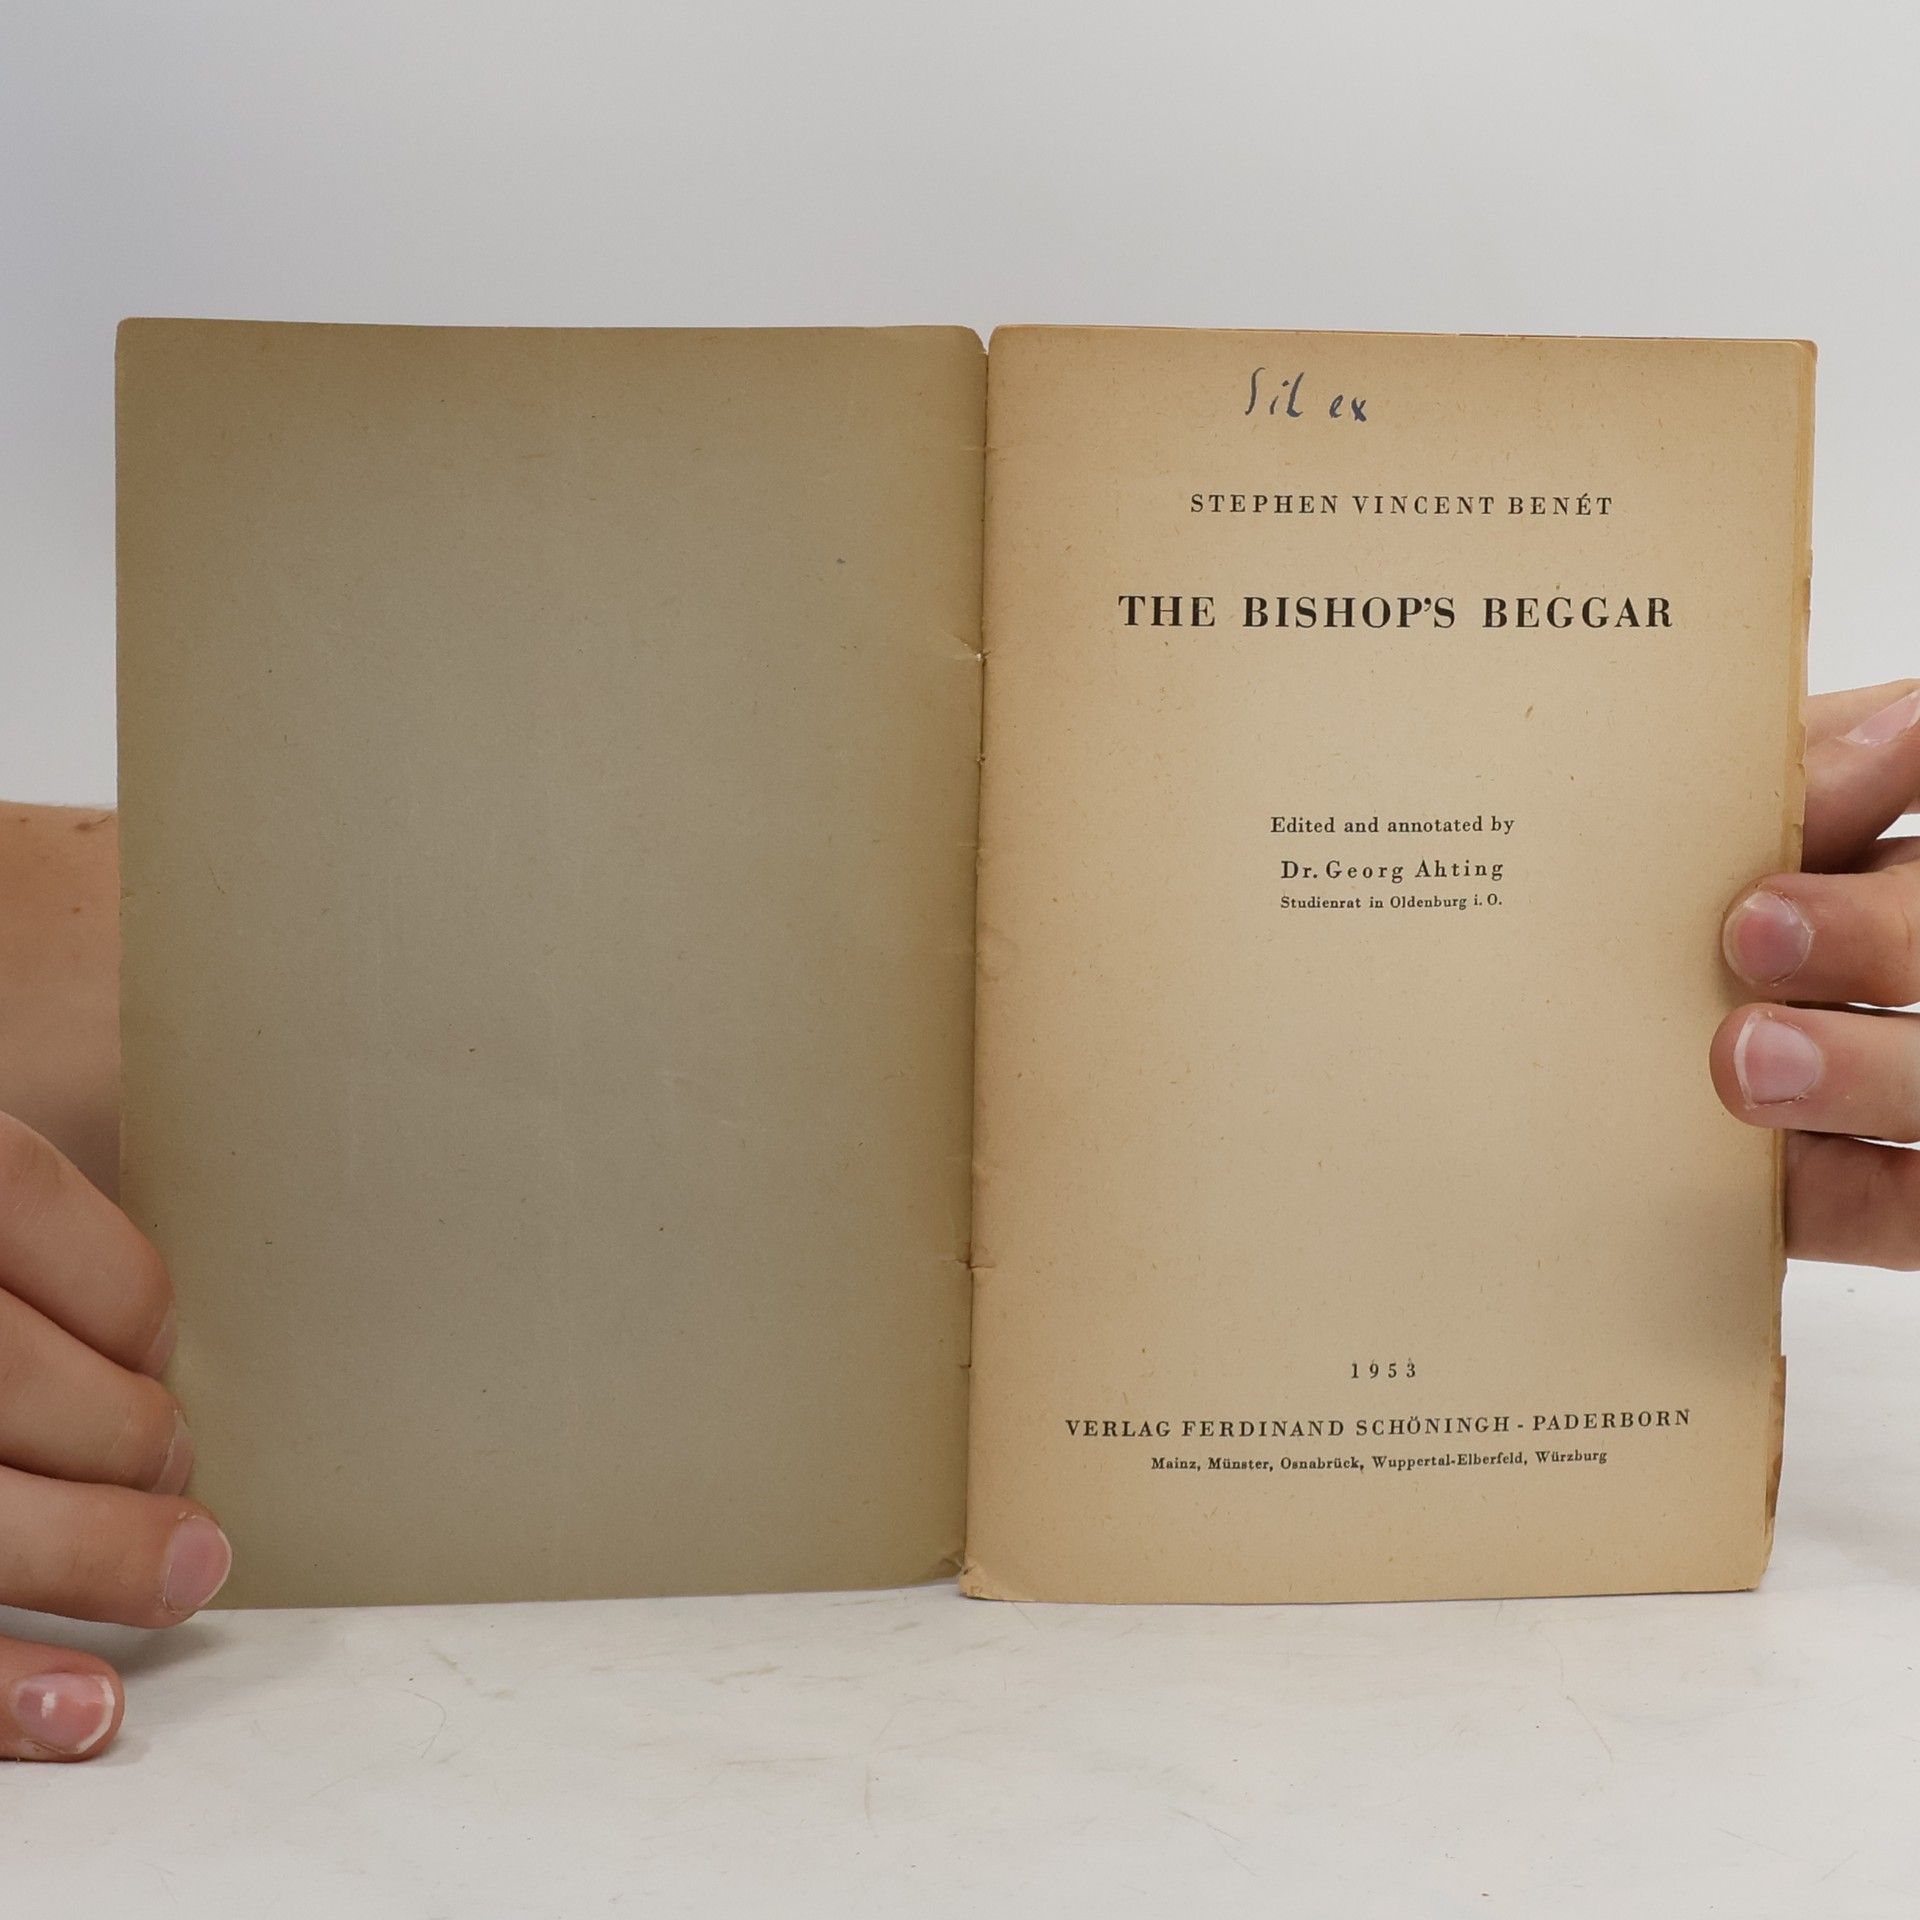 Sil ex
STEPHEN VINCENT BENÉT
THE BISHOP'S BEGGAR
Edited and annotated by
Dr. Georg Ahting
Studienrat in Oldenburg i. O.
1953
VERLAG FERDINAND SCHÖNINGH - PADERBORN
Mainz, Münster, Osnabrück, Wuppertal-Elberfeld, Würzburg